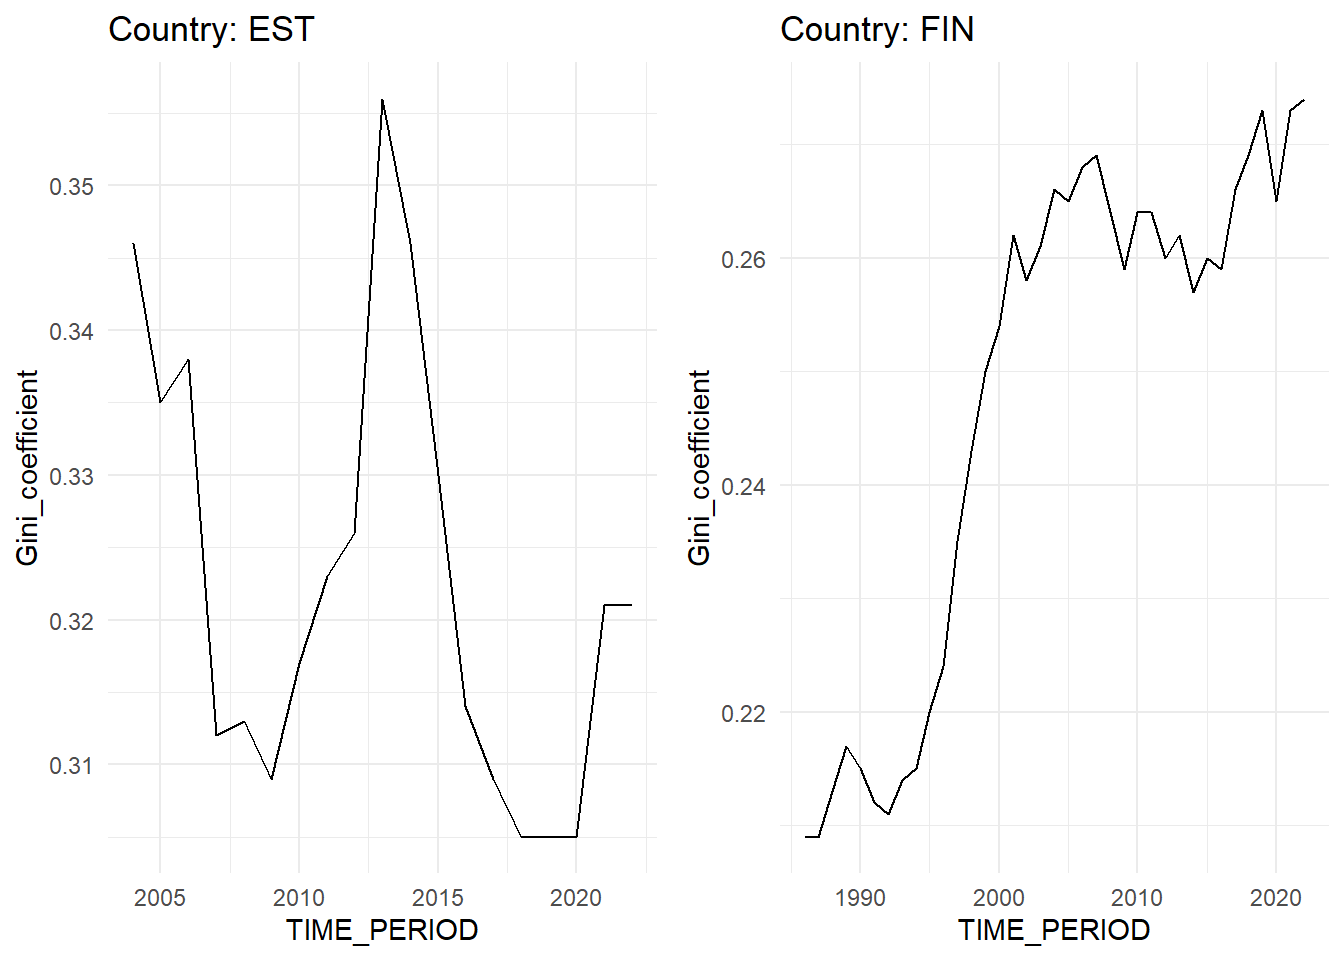 Country: EST
Gini_coefficient
0.35
0.34
0.33
0.32
0.31
2005 2010 2015 2020
TIME_PERIOD
Country: FIN
Gini_coefficient
0.26
0.24
0.22
1990 2000 2010 2020
TIME_PERIOD